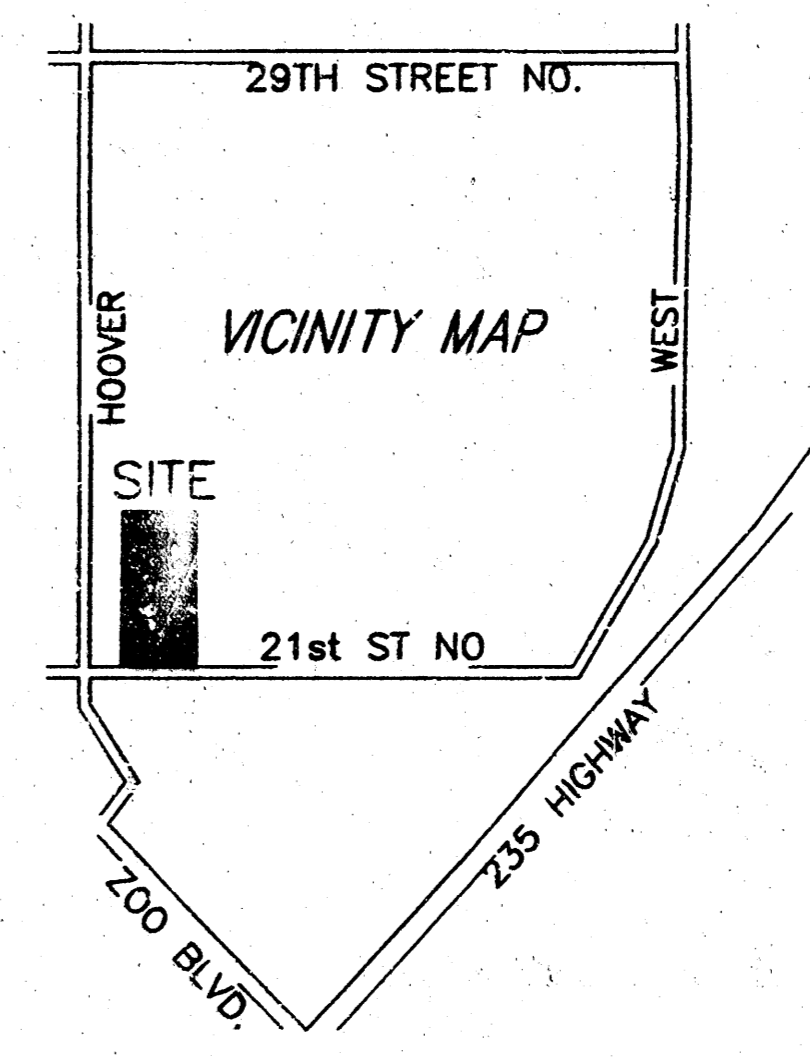 29TH STREET NO.
HOOVER
VICINITY MAP
WEST
SITE
21st ST NO
235 HIGHWAY
ZOO BLVD.